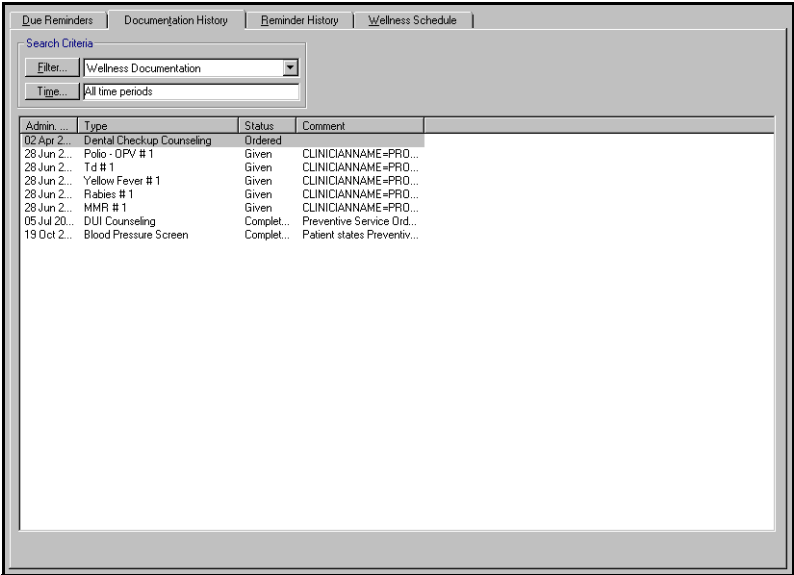 Due Reminders Documentation History Reminder History Wellness Schedule
Search Criteria
Filter... Wellness Documentation
Time... All time periods
Admin. ... Type Status Comment
02 Apr 2... Dental Checkup Counseling Ordered
28 Jun 2... Polio - OPV # 1 Given CLINICIANNAME=PRO...
28 Jun 2... Td # 1 Given CLINICIANNAME=PRO...
28 Jun 2... Yellow Fever # 1 Given CLINICIANNAME=PRO...
28 Jun 2... Rabies # 1 Given CLINICIANNAME=PRO...
28 Jun 2... MMR # 1 Given CLINICIANNAME=PRO...
05 Jul 20... DUI Counseling Complet... Preventive Service Ord...
19 Oct 2... Blood Pressure Screen Complet... Patient states Preventiv...